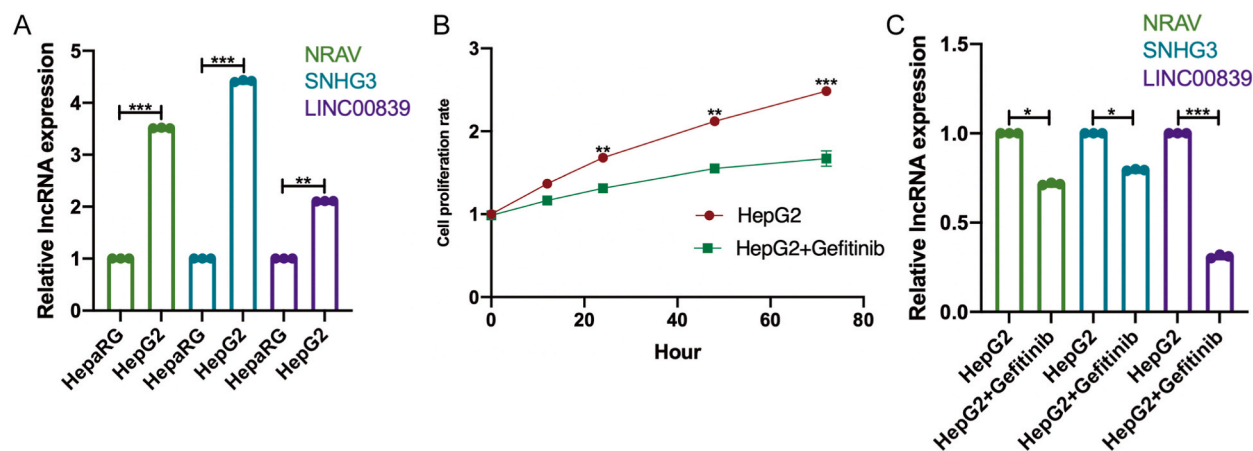 A
Relative lncRNA expression
5
4
3
2
1
0
NRAV
SNHG3
LINC00839
***
***
**
HepaRG
HepG2
HepaRG
HepG2
HepaRG
HepG2
B
Cell proliferation rate
3
2
1
0
**
**
***
HepG2
HepG2+Gefitinib
0
20
40
60
80
Hour
C
Relative lncRNA expression
1.5
1.0
0.5
0.0
NRAV
SNHG3
LINC00839
*
*
***
HepG2
HepG2+Gefitinib
HepG2
HepG2+Gefitinib
HepG2
HepG2+Gefitinib